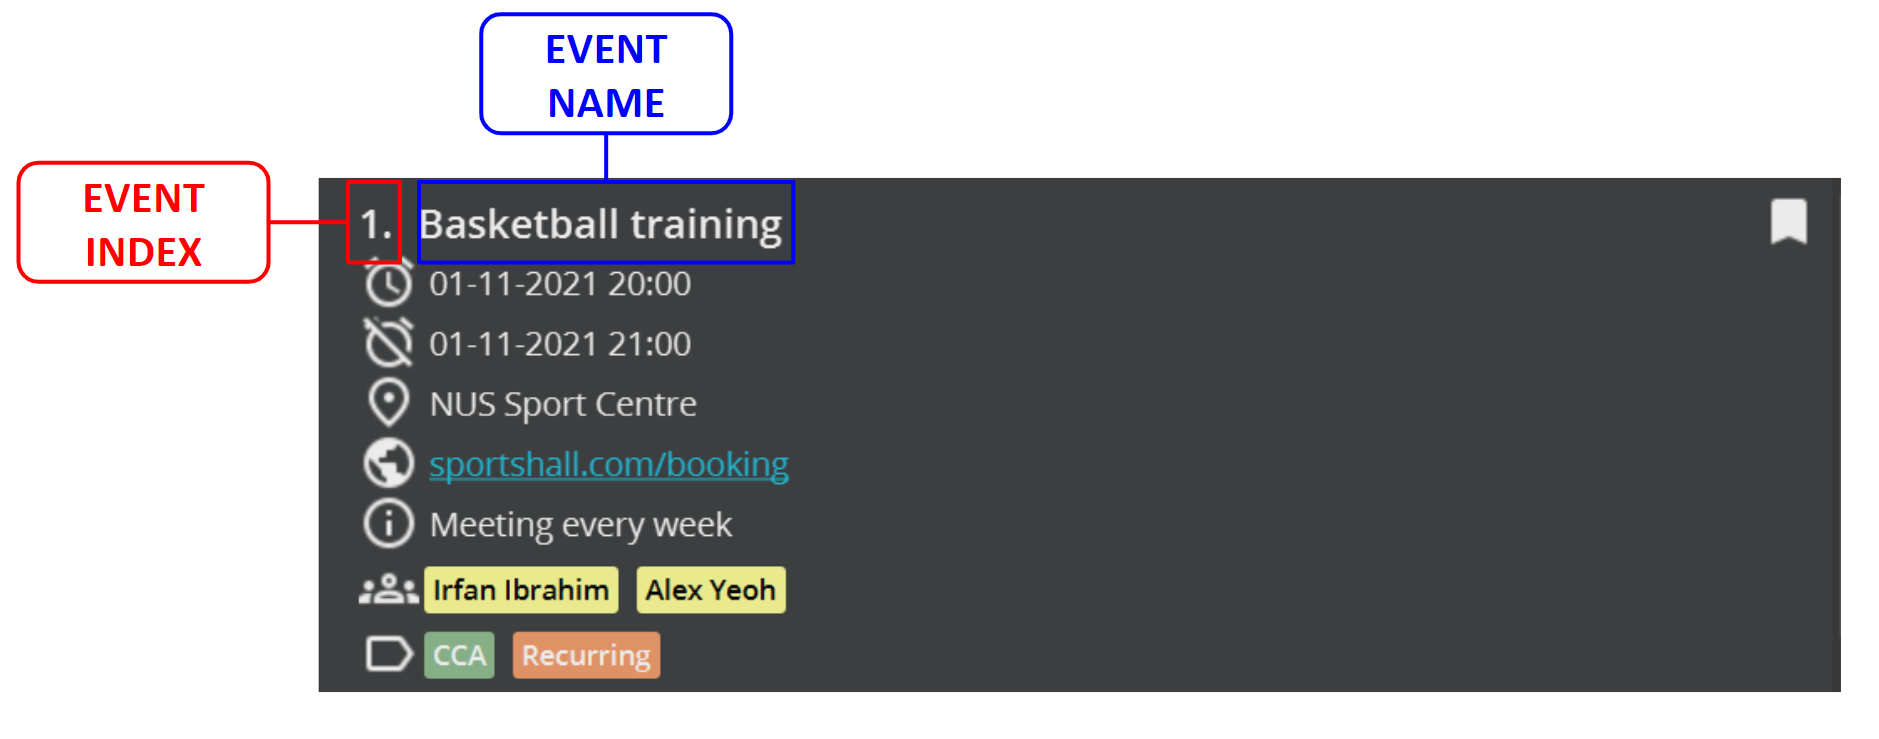 EVENT
NAME
EVENT
INDEX
1. Basketball training
01-11-2021 20:00
01-11-2021 21:00
NUS Sport Centre
sportshall.com/booking
Meeting every week
Irfan Ibrahim Alex Yeoh
CCA Recurring